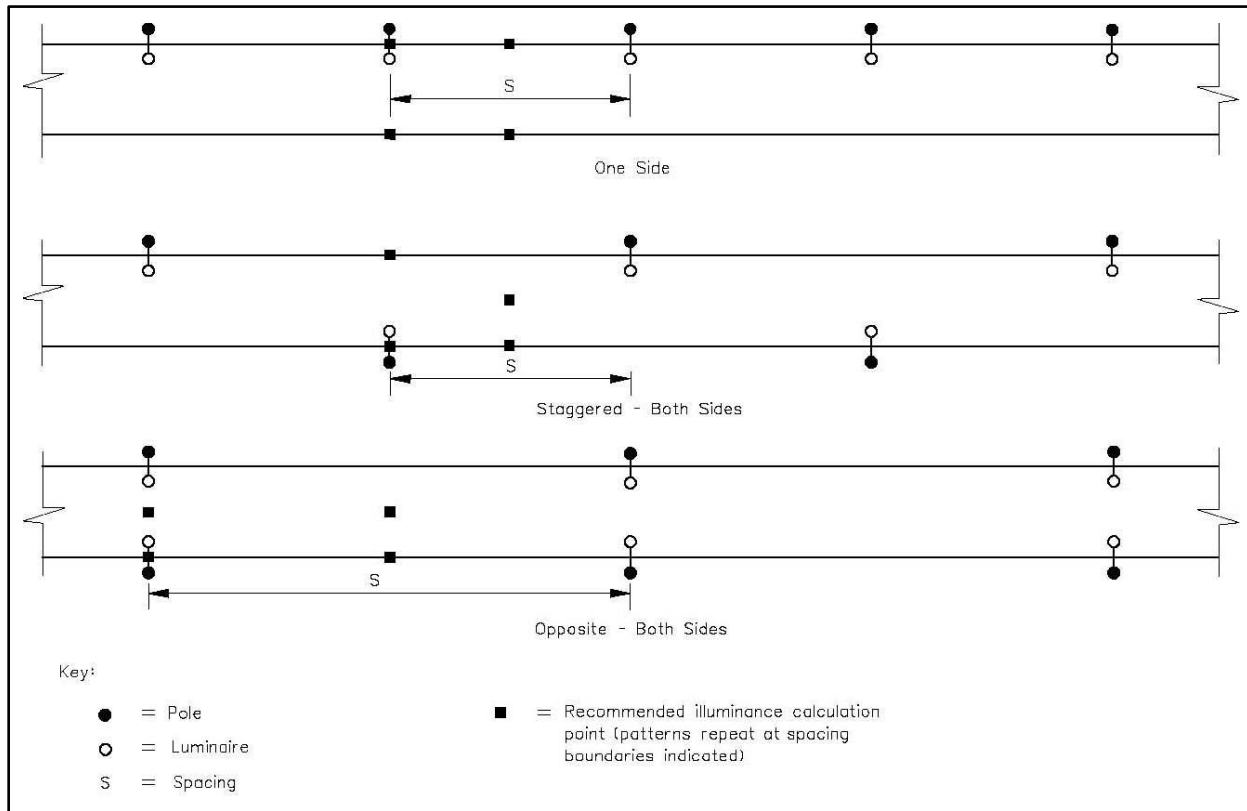 S
One Side
S
Staggered - Both Sides
S
Opposite - Both Sides
Key:
= Pole
= Luminaire
S = Spacing
= Recommended illuminance calculation
point (patterns repeat at spacing
boundaries indicated)